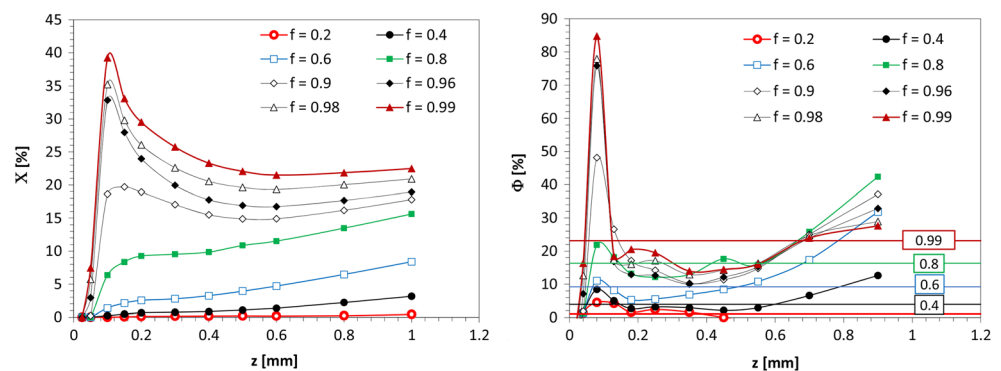 45
40
35
30
25
20
15
10
5
0
X [%]
0
0.2
0.4
0.6
0.8
1
1.2
z [mm]
f = 0.2
f = 0.4
f = 0.6
f = 0.8
f = 0.9
f = 0.96
f = 0.98
f = 0.99
90
80
70
60
50
40
30
20
10
0
Φ [%]
0
0.2
0.4
0.6
0.8
1
1.2
z [mm]
f = 0.2
f = 0.4
f = 0.6
f = 0.8
f = 0.9
f = 0.96
f = 0.98
f = 0.99
0.99
0.8
0.6
0.4